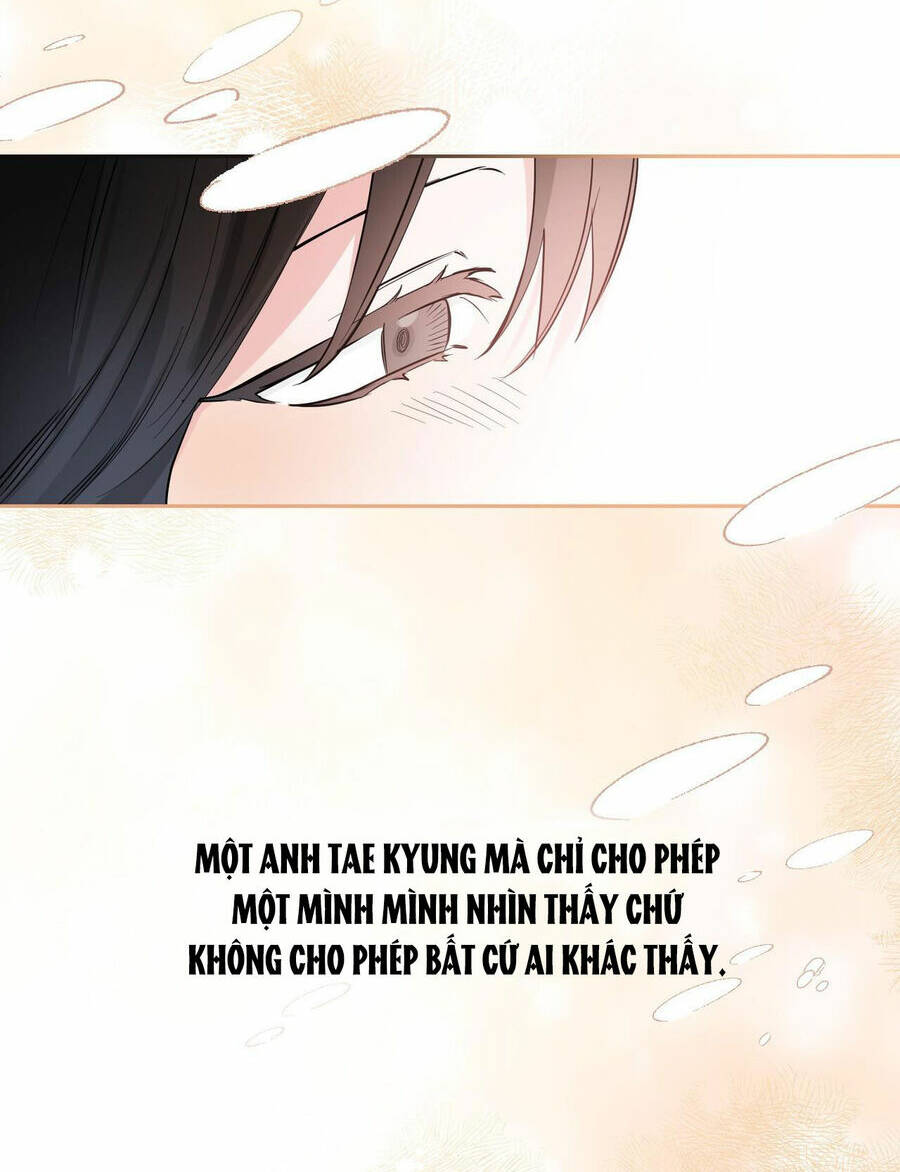 MỘT ANH TAE KYUNG MÀ CHỈ CHO PHÉP
MỘT MÌNH MÌNH NHÌN THẤY CHỨ
KHÔNG CHO PHÉP BẤT CỨ AI KHÁC THẤY.